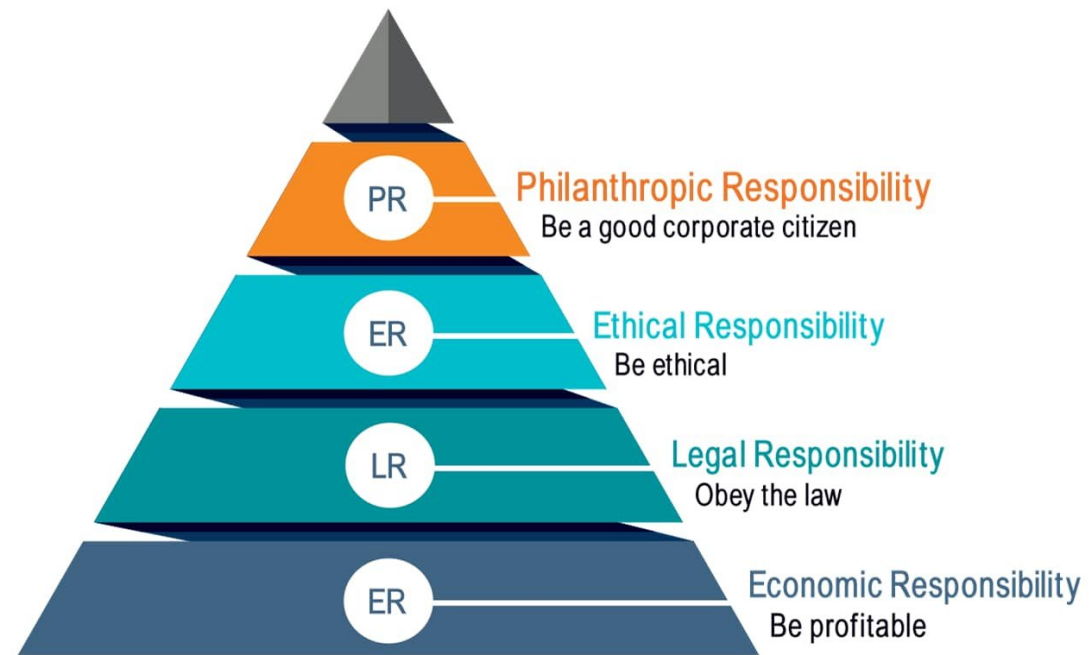 PR
Philanthropic Responsibility
Be a good corporate citizen
ER
Ethical Responsibility
Be ethical
LR
Legal Responsibility
Obey the law
ER
Economic Responsibility
Be profitable